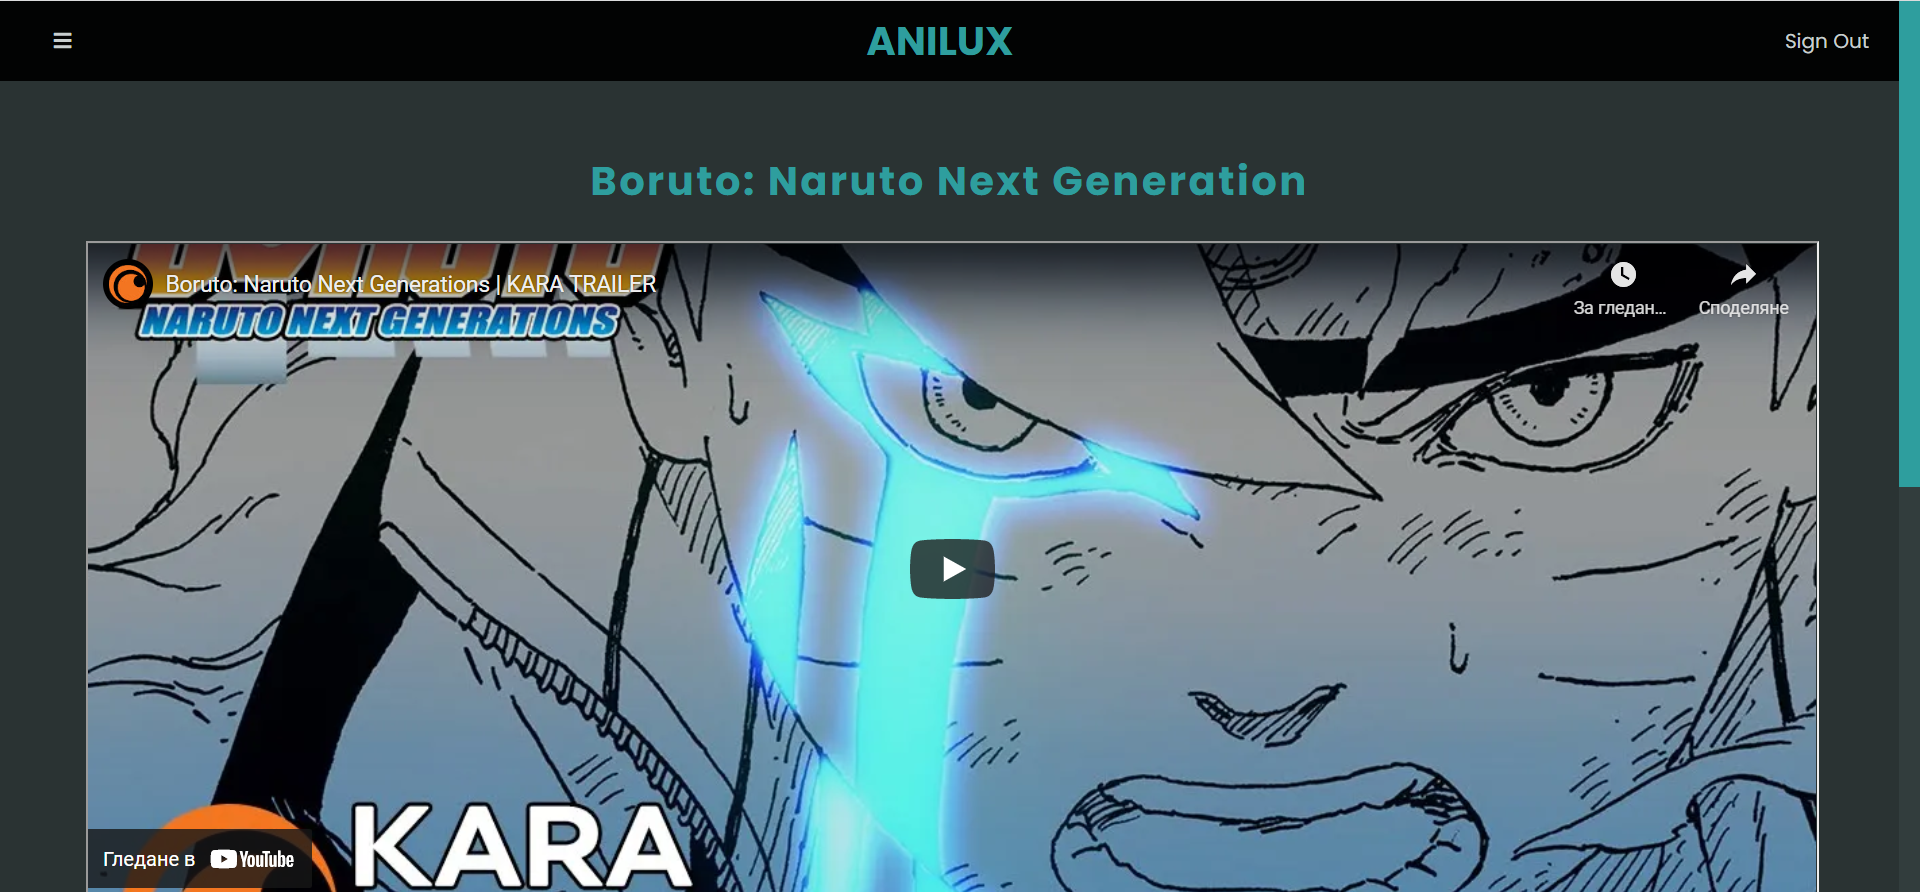 ANILUX
Sign Out
Boruto: Naruto Next Generation
Boruto: Naruto Next Generations | KARA TRAILER
За гледан...
Споделяне
NARUTO NEXT GENERATIONS
KARA
Гледане в YouTube